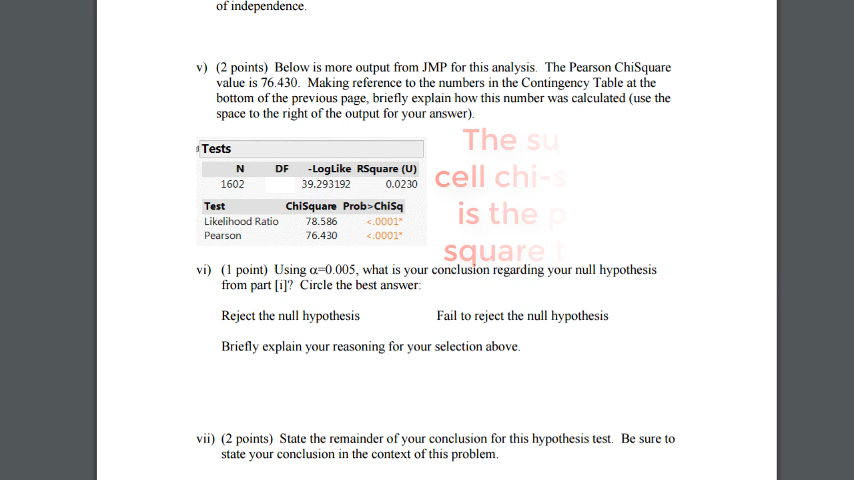 of independence.
v) (2 points) Below is more output from JMP for this analysis. The Pearson ChiSquare
value is 76.430. Making reference to the numbers in the Contingency Table at the
bottom of the previous page, briefly explain how this number was calculated (use the
space to the right of the output for your answer).
Tests
N DF -LogLike RSquare (U)
1602 39.293192 0.0230
Test ChiSquare Prob>ChiSq
Likelihood Ratio 78.586 <.0001*
Pearson 76.430 <.0001*
The su
cell chi-s
is the p
square t
vi) (1 point) Using α=0.005, what is your conclusion regarding your null hypothesis
from part [i]? Circle the best answer:
Reject the null hypothesis Fail to reject the null hypothesis
Briefly explain your reasoning for your selection above.
vii) (2 points) State the remainder of your conclusion for this hypothesis test. Be sure to
state your conclusion in the context of this problem.